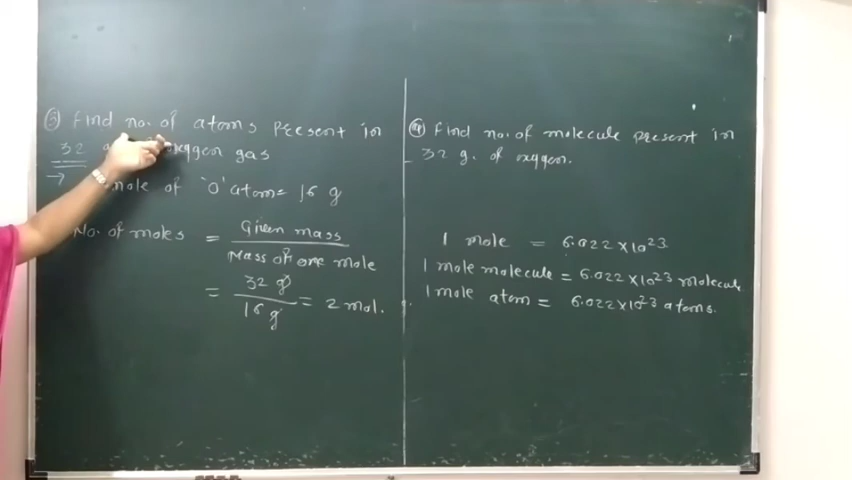 ③ Find no. of atoms present in
32 oxygen gas
→ mole of 'O' atom = 16 g
No. of moles = Given mass
Mass of one mole
= 32 g
16 g
= 2 mol.
④ Find no. of molecule present in
32 g. of oxygen.
1 mole = 6.022 × 10²³
1 mole molecule = 6.022 × 10²³ molecule
1 mole atom = 6.022 × 10²³ atoms.